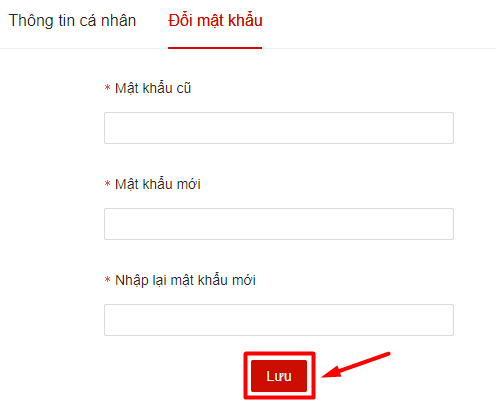 Thông tin cá nhân Đổi mật khẩu
* Mật khẩu cũ
* Mật khẩu mới
* Nhập lại mật khẩu mới
Lưu